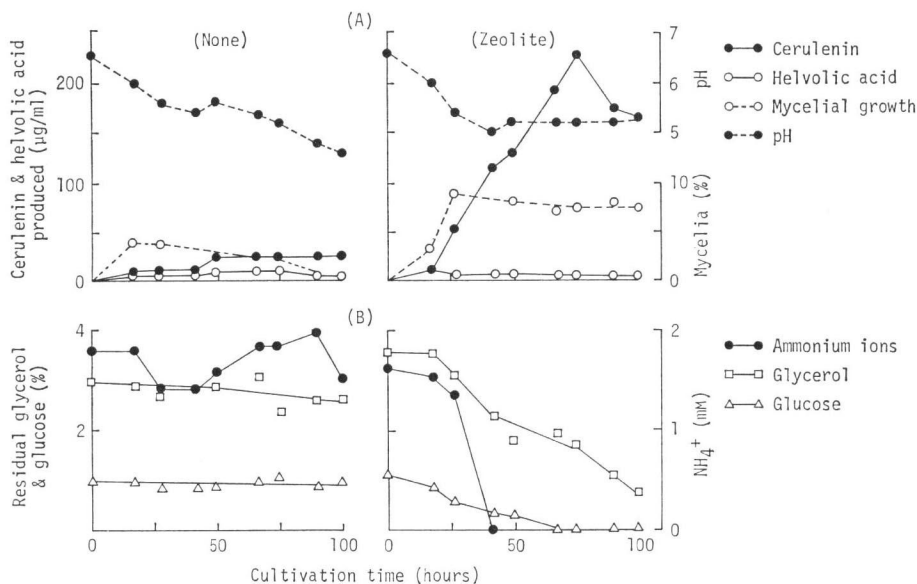 (A)
(None)
(Zeolite)
Cerulenin & helvolic acid
produced (µg/ml)
200
100
0
7
6
5
pH
10
0
Mycelia (%)
Cerulenin
Helvolic acid
Mycelial growth
pH
(B)
Residual glycerol
& glucose (%)
4
2
0 50 100
0 50 100
2
1
0
NH4+ (mM)
Ammonium ions
Glycerol
Glucose
Cultivation time (hours)